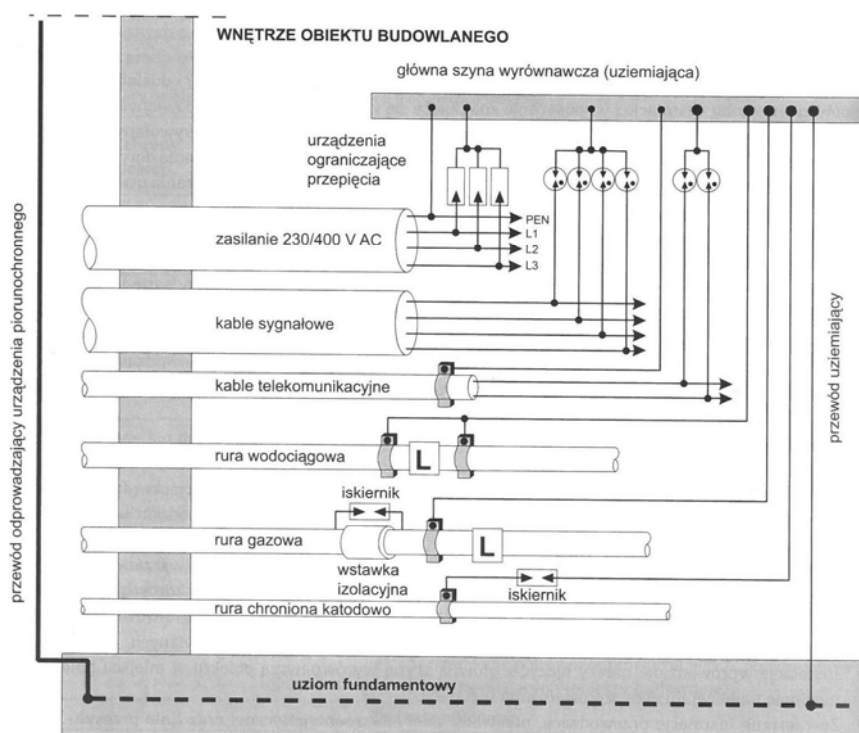 WNĘTRZE OBIEKTU BUDOWLANEGO
główna szyna wyrównawcza (uziemiająca)
urządzenia
ograniczające
przepięcia
zasilanie 230/400 V AC
PEN
L1
L2
L3
kable sygnałowe
kable telekomunikacyjne
rura wodociągowa
L
iskiernik
rura gazowa
L
wstawka
izolacyjna
iskiernik
rura chroniona katodowo
uziom fundamentowy
przewód odprowadzający urządzenia piorunochronnego
przewód uziemiający